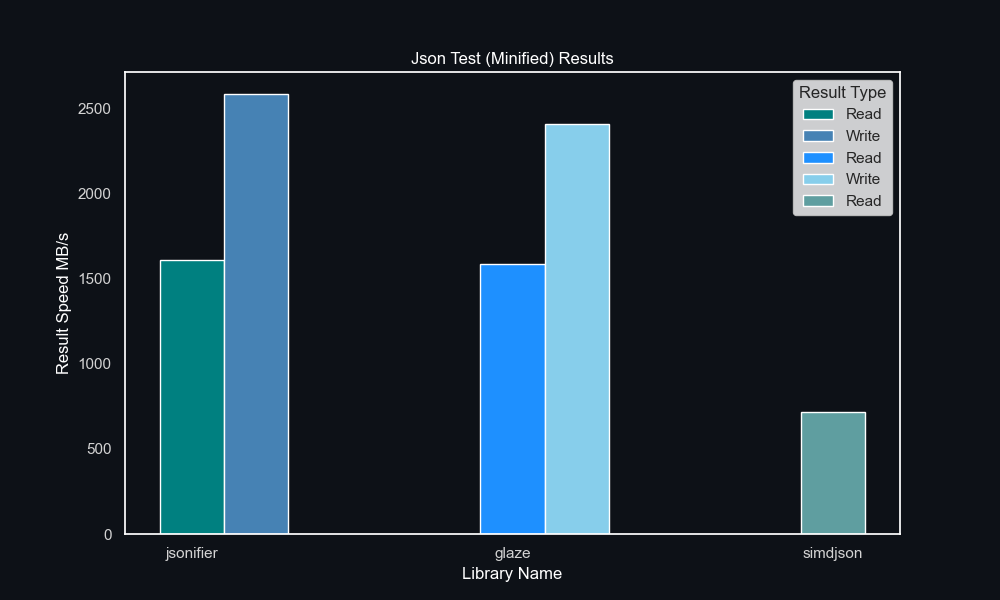 Json Test (Minified) Results
Result Type
Read
Write
Read
Write
Read
Result Speed MB/s
2500
2000
1500
1000
500
0
jsonifier glaze simdjson
Library Name